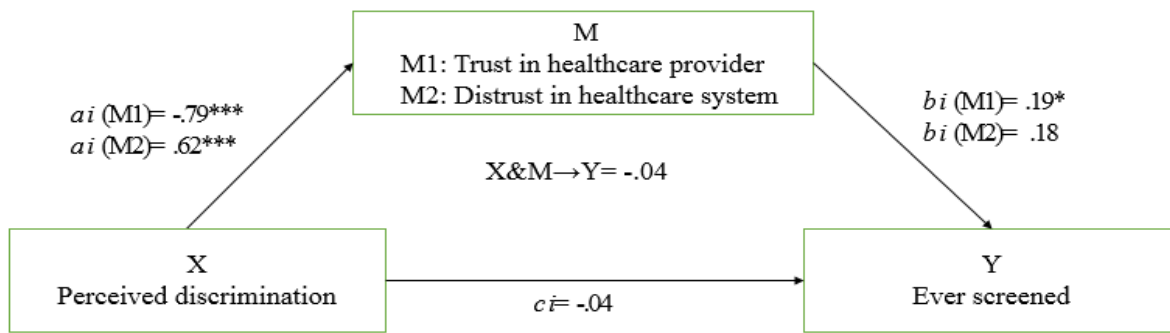 M
M1: Trust in healthcare provider
M2: Distrust in healthcare system
ai (M1)= -.79***
ai (M2)= .62***
bi (M1)= .19*
bi (M2)= .18
X&M→Y= -.04
X
Perceived discrimination
ci= -.04
Y
Ever screened